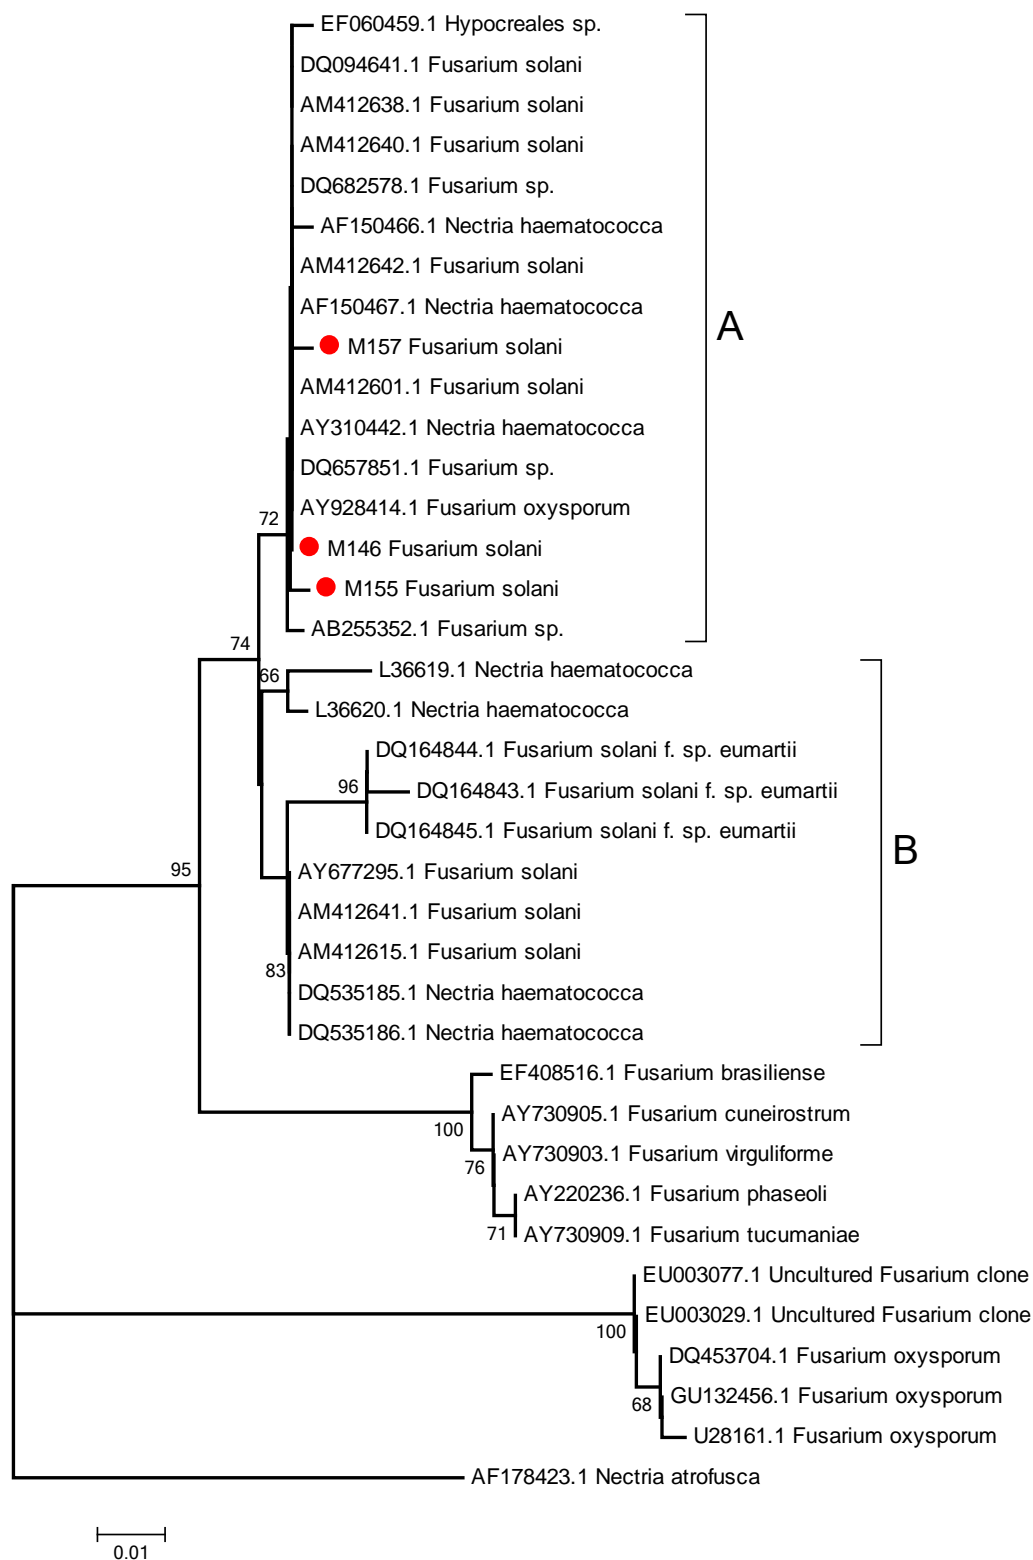 EF060459.1 Hypocreales sp.
DQ094641.1 Fusarium solani
AM412638.1 Fusarium solani
AM412640.1 Fusarium solani
DQ682578.1 Fusarium sp.
AF150466.1 Nectria haematococca
AM412642.1 Fusarium solani
AF150467.1 Nectria haematococca
A
M157 Fusarium solani
AM412601.1 Fusarium solani
AY310442.1 Nectria haematococca
DQ657851.1 Fusarium sp.
AY928414.1 Fusarium oxysporum
72
M146 Fusarium solani
M155 Fusarium solani
AB255352.1 Fusarium sp.
74
L36619.1 Nectria haematococca
66
L36620.1 Nectria haematococca
DQ164844.1 Fusarium solani f. sp. eumartii
96
DQ164843.1 Fusarium solani f. sp. eumartii
DQ164845.1 Fusarium solani f. sp. eumartii
B
95
AY677295.1 Fusarium solani
AM412641.1 Fusarium solani
AM412615.1 Fusarium solani
83
DQ535185.1 Nectria haematococca
DQ535186.1 Nectria haematococca
EF408516.1 Fusarium brasiliense
AY730905.1 Fusarium cuneirostrum
100
AY730903.1 Fusarium virguliforme
76
AY220236.1 Fusarium phaseoli
71
AY730909.1 Fusarium tucumaniae
EU003077.1 Uncultured Fusarium clone
EU003029.1 Uncultured Fusarium clone
100
DQ453704.1 Fusarium oxysporum
GU132456.1 Fusarium oxysporum
68
U28161.1 Fusarium oxysporum
AF178423.1 Nectria atrofusca
0.01